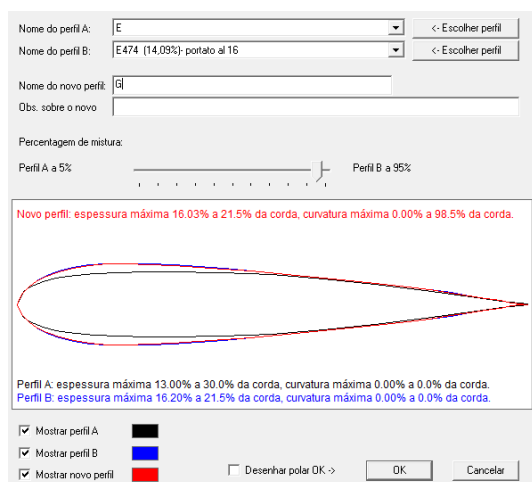 Nome do perfil A: E <- Escolher perfil
Nome do perfil B: E474 (14,09%)- portato al 16 <- Escolher perfil
Nome do novo perfil: G
Obs. sobre o novo
Percentagem de mistura:
Perfil A a 5% Perfil B a 95%
Novo perfil: espessura máxima 16.03% a 21.5% da corda, curvatura máxima 0.00% a 98.5% da corda.
Perfil A: espessura máxima 13.00% a 30.0% da corda, curvatura máxima 0.00% a 0.0% da corda.
Perfil B: espessura máxima 16.20% a 21.5% da corda, curvatura máxima 0.00% a 0.0% da corda.
Mostrar perfil A
Mostrar perfil B
Mostrar novo perfil Desenhar polar OK -> OK Cancelar